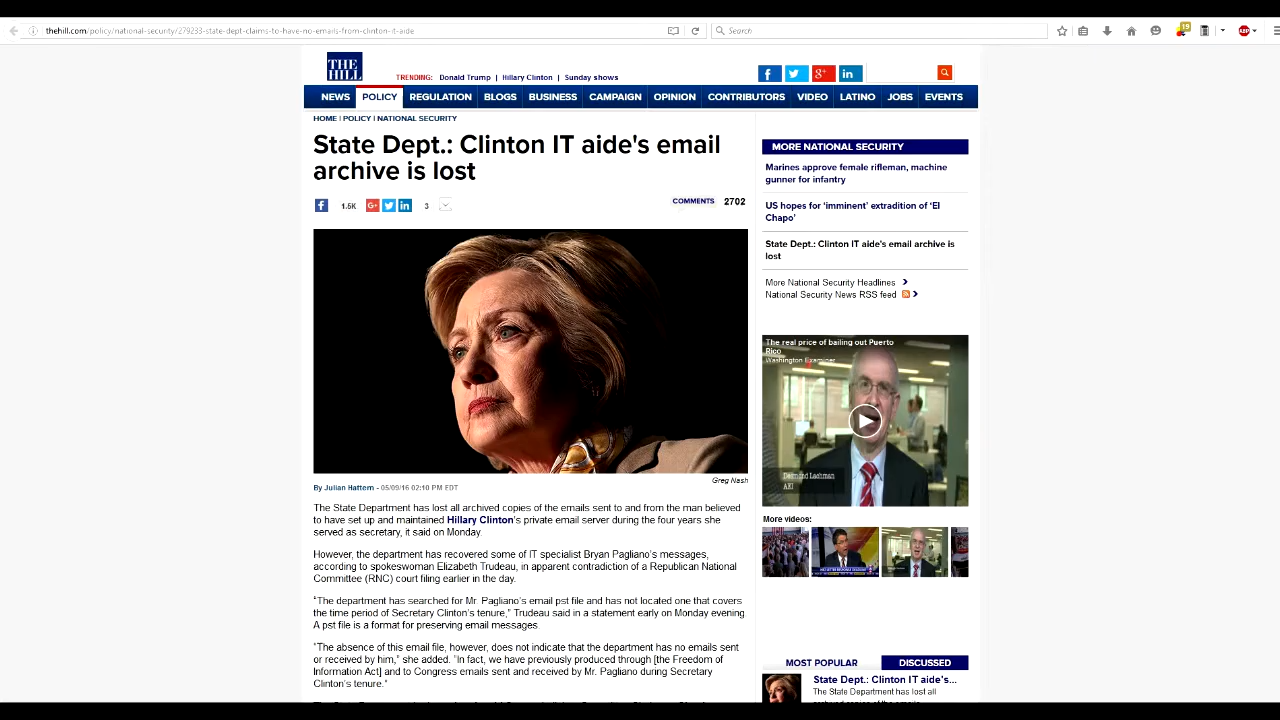 thehill.com/policy/national-security/279233-state-dept-claims-to-have-no-emails-from-clinton-it-aide
Search
19
ABP
THE
HILL
TRENDING: Donald Trump | Hillary Clinton | Sunday shows
NEWS POLICY REGULATION BLOGS BUSINESS CAMPAIGN OPINION CONTRIBUTORS VIDEO LATINO JOBS EVENTS
HOME | POLICY | NATIONAL SECURITY
State Dept.: Clinton IT aide's email
archive is lost
1.5K
G+
3
COMMENTS 2702
Greg Nash
By Julian Hattem - 05/09/16 02:10 PM EDT
The State Department has lost all archived copies of the emails sent to and from the man believed
to have set up and maintained Hillary Clinton's private email server during the four years she
served as secretary, it said on Monday.
However, the department has recovered some of IT specialist Bryan Pagliano's messages,
according to spokeswoman Elizabeth Trudeau, in apparent contradiction of a Republican National
Committee (RNC) court filing earlier in the day.
“The department has searched for Mr. Pagliano's email pst file and has not located one that covers
the time period of Secretary Clinton's tenure,” Trudeau said in a statement early on Monday evening
A pst file is a format for preserving email messages.
“The absence of this email file, however, does not indicate that the department has no emails sent
or received by him,” she added. “In fact, we have previously produced through [the Freedom of
Information Act] and to Congress emails sent and received by Mr. Pagliano during Secretary
Clinton's tenure.”
MORE NATIONAL SECURITY
Marines approve female rifleman, machine
gunner for infantry
US hopes for ‘imminent’ extradition of ‘El
Chapo’
State Dept.: Clinton IT aide's email archive is
lost
More National Security Headlines
National Security News RSS feed
The real price of bailing out Puerto
Rico
Washington Examiner
Desmond Lachman
AEI
More videos:
MOST POPULAR DISCUSSED
State Dept.: Clinton IT aide's...
The State Department has lost all